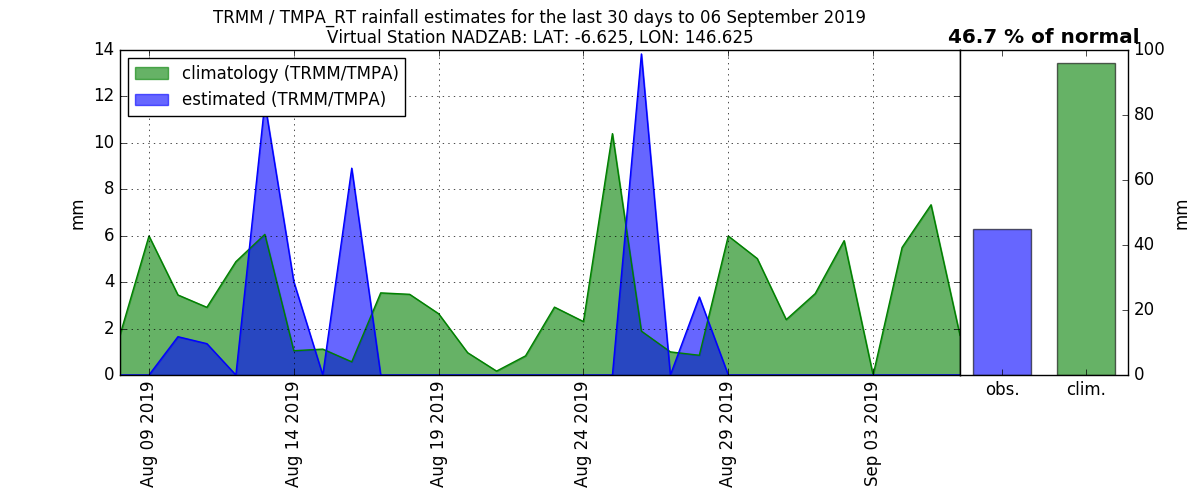 TRMM / TMPA_RT rainfall estimates for the last 30 days to 06 September 2019
Virtual Station NADZAB: LAT: -6.625, LON: 146.625
46.7 % of normal
climatology (TRMM/TMPA)
estimated (TRMM/TMPA)
14
12
10
8
6
4
2
0
mm
Aug 09 2019
Aug 14 2019
Aug 19 2019
Aug 24 2019
Aug 29 2019
Sep 03 2019
obs.
clim.
100
80
60
40
20
0
mm